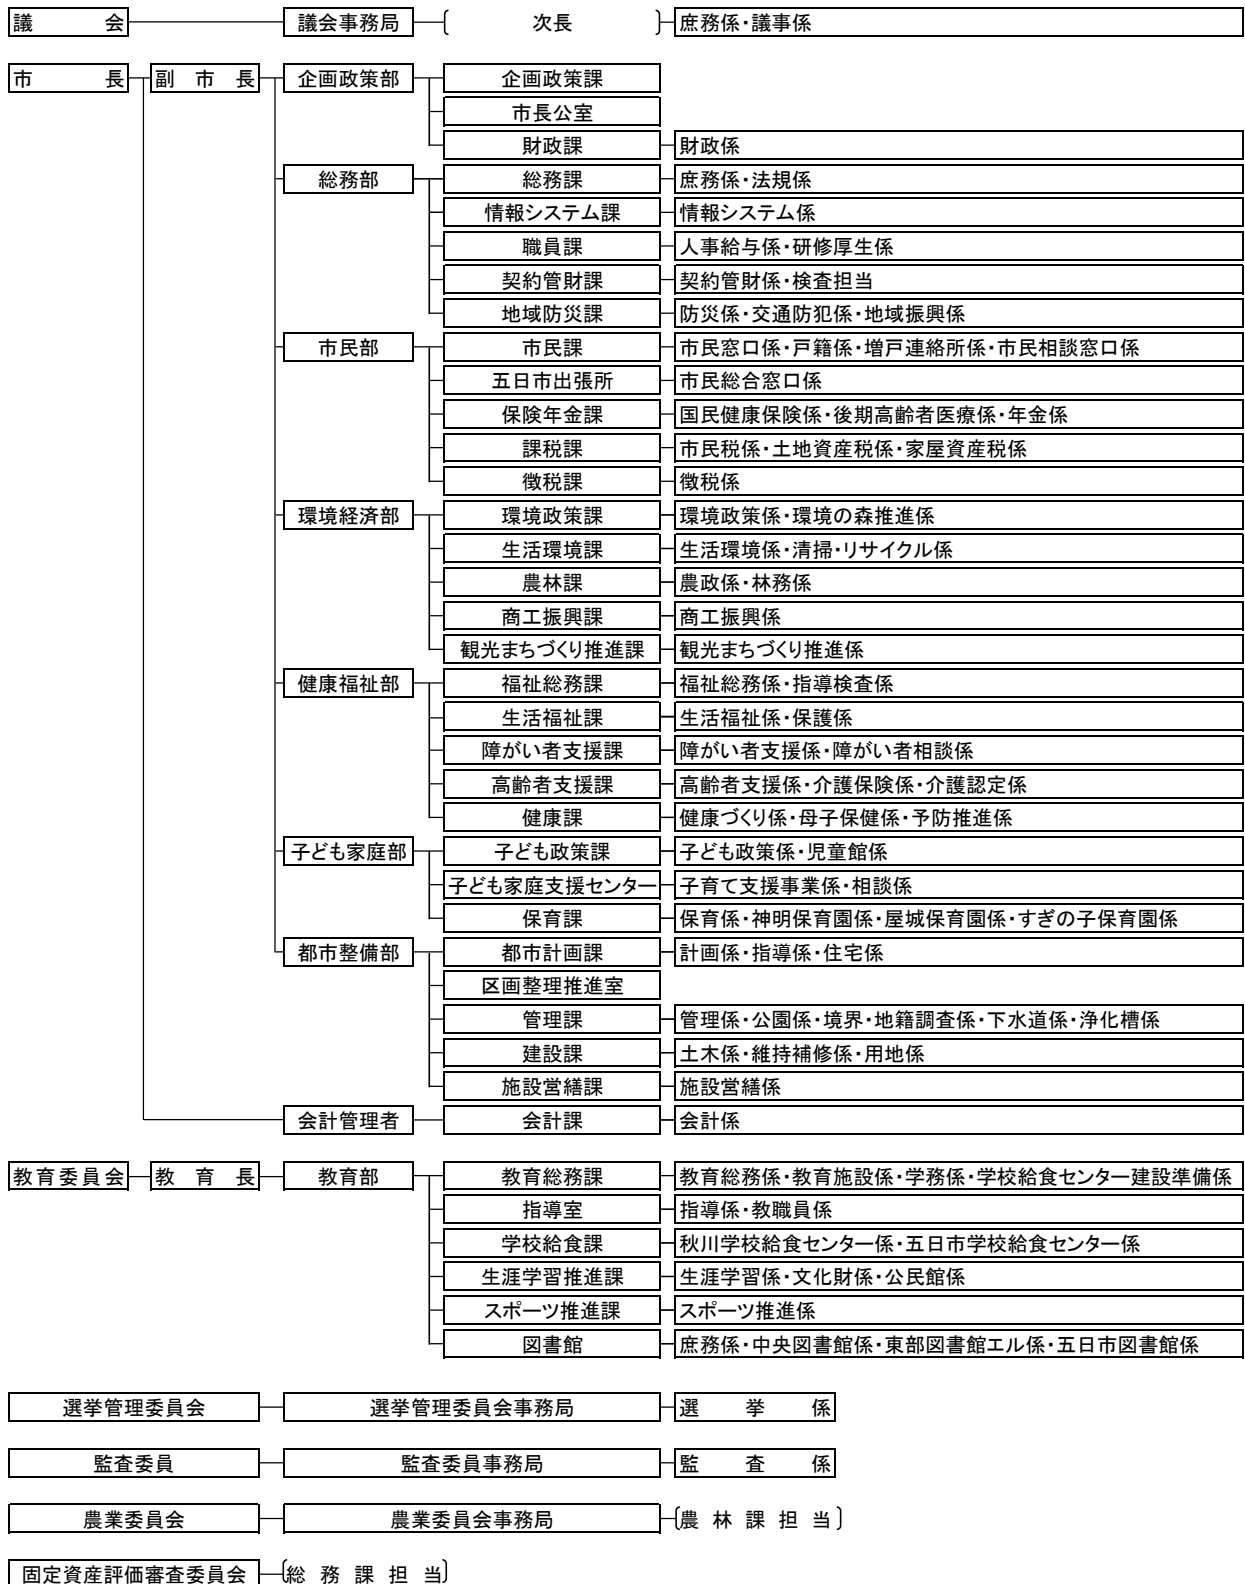 議会 議会事務局 〔 次長 〕 庶務係・議事係
市長 副市長 企画政策部 企画政策課
市長公室
財政課 財政係
総務部 総務課 庶務係・法規係
情報システム課 情報システム係
職員課 人事給与係・研修厚生係
契約管財課 契約管財係・検査担当
地域防災課 防災係・交通防犯係・地域振興係
市民部 市民課 市民窓口係・戸籍係・増戸連絡所係・市民相談窓口係
五日市出張所 市民総合窓口係
保険年金課 国民健康保険係・後期高齢者医療係・年金係
課税課 市民税係・土地資産税係・家屋資産税係
徴税課 徴税係
環境経済部 環境政策課 環境政策係・環境の森推進係
生活環境課 生活環境係・清掃・リサイクル係
農林課 農政係・林務係
商工振興課 商工振興係
観光まちづくり推進課 観光まちづくり推進係
健康福祉部 福祉総務課 福祉総務係・指導検査係
生活福祉課 生活福祉係・保護係
障がい者支援課 障がい者支援係・障がい者相談係
高齢者支援課 高齢者支援係・介護保険係・介護認定係
健康課 健康づくり係・母子保健係・予防推進係
子ども家庭部 子ども政策課 子ども政策係・児童館係
子ども家庭支援センター 子育て支援事業係・相談係
保育課 保育係・神明保育園係・屋城保育園係・すぎの子保育園係
都市整備部 都市計画課 計画係・指導係・住宅係
区画整理推進室
管理課 管理係・公園係・境界・地籍調査係・下水道係・浄化槽係
建設課 土木係・維持補修係・用地係
施設営繕課 施設営繕係
会計管理者 会計課 会計係
教育委員会 教育長 教育部 教育総務課 教育総務係・教育施設係・学務係・学校給食センター建設準備係
指導室 指導係・教職員係
学校給食課 秋川学校給食センター係・五日市学校給食センター係
生涯学習推進課 生涯学習係・文化財係・公民館係
スポーツ推進課 スポーツ推進係
図書館 庶務係・中央図書館係・東部図書館エル係・五日市図書館係
選挙管理委員会 選挙管理委員会事務局 選挙係
監査委員 監査委員事務局 監査係
農業委員会 農業委員会事務局 〔農林課担当〕
固定資産評価審査委員会 〔総務課担当〕